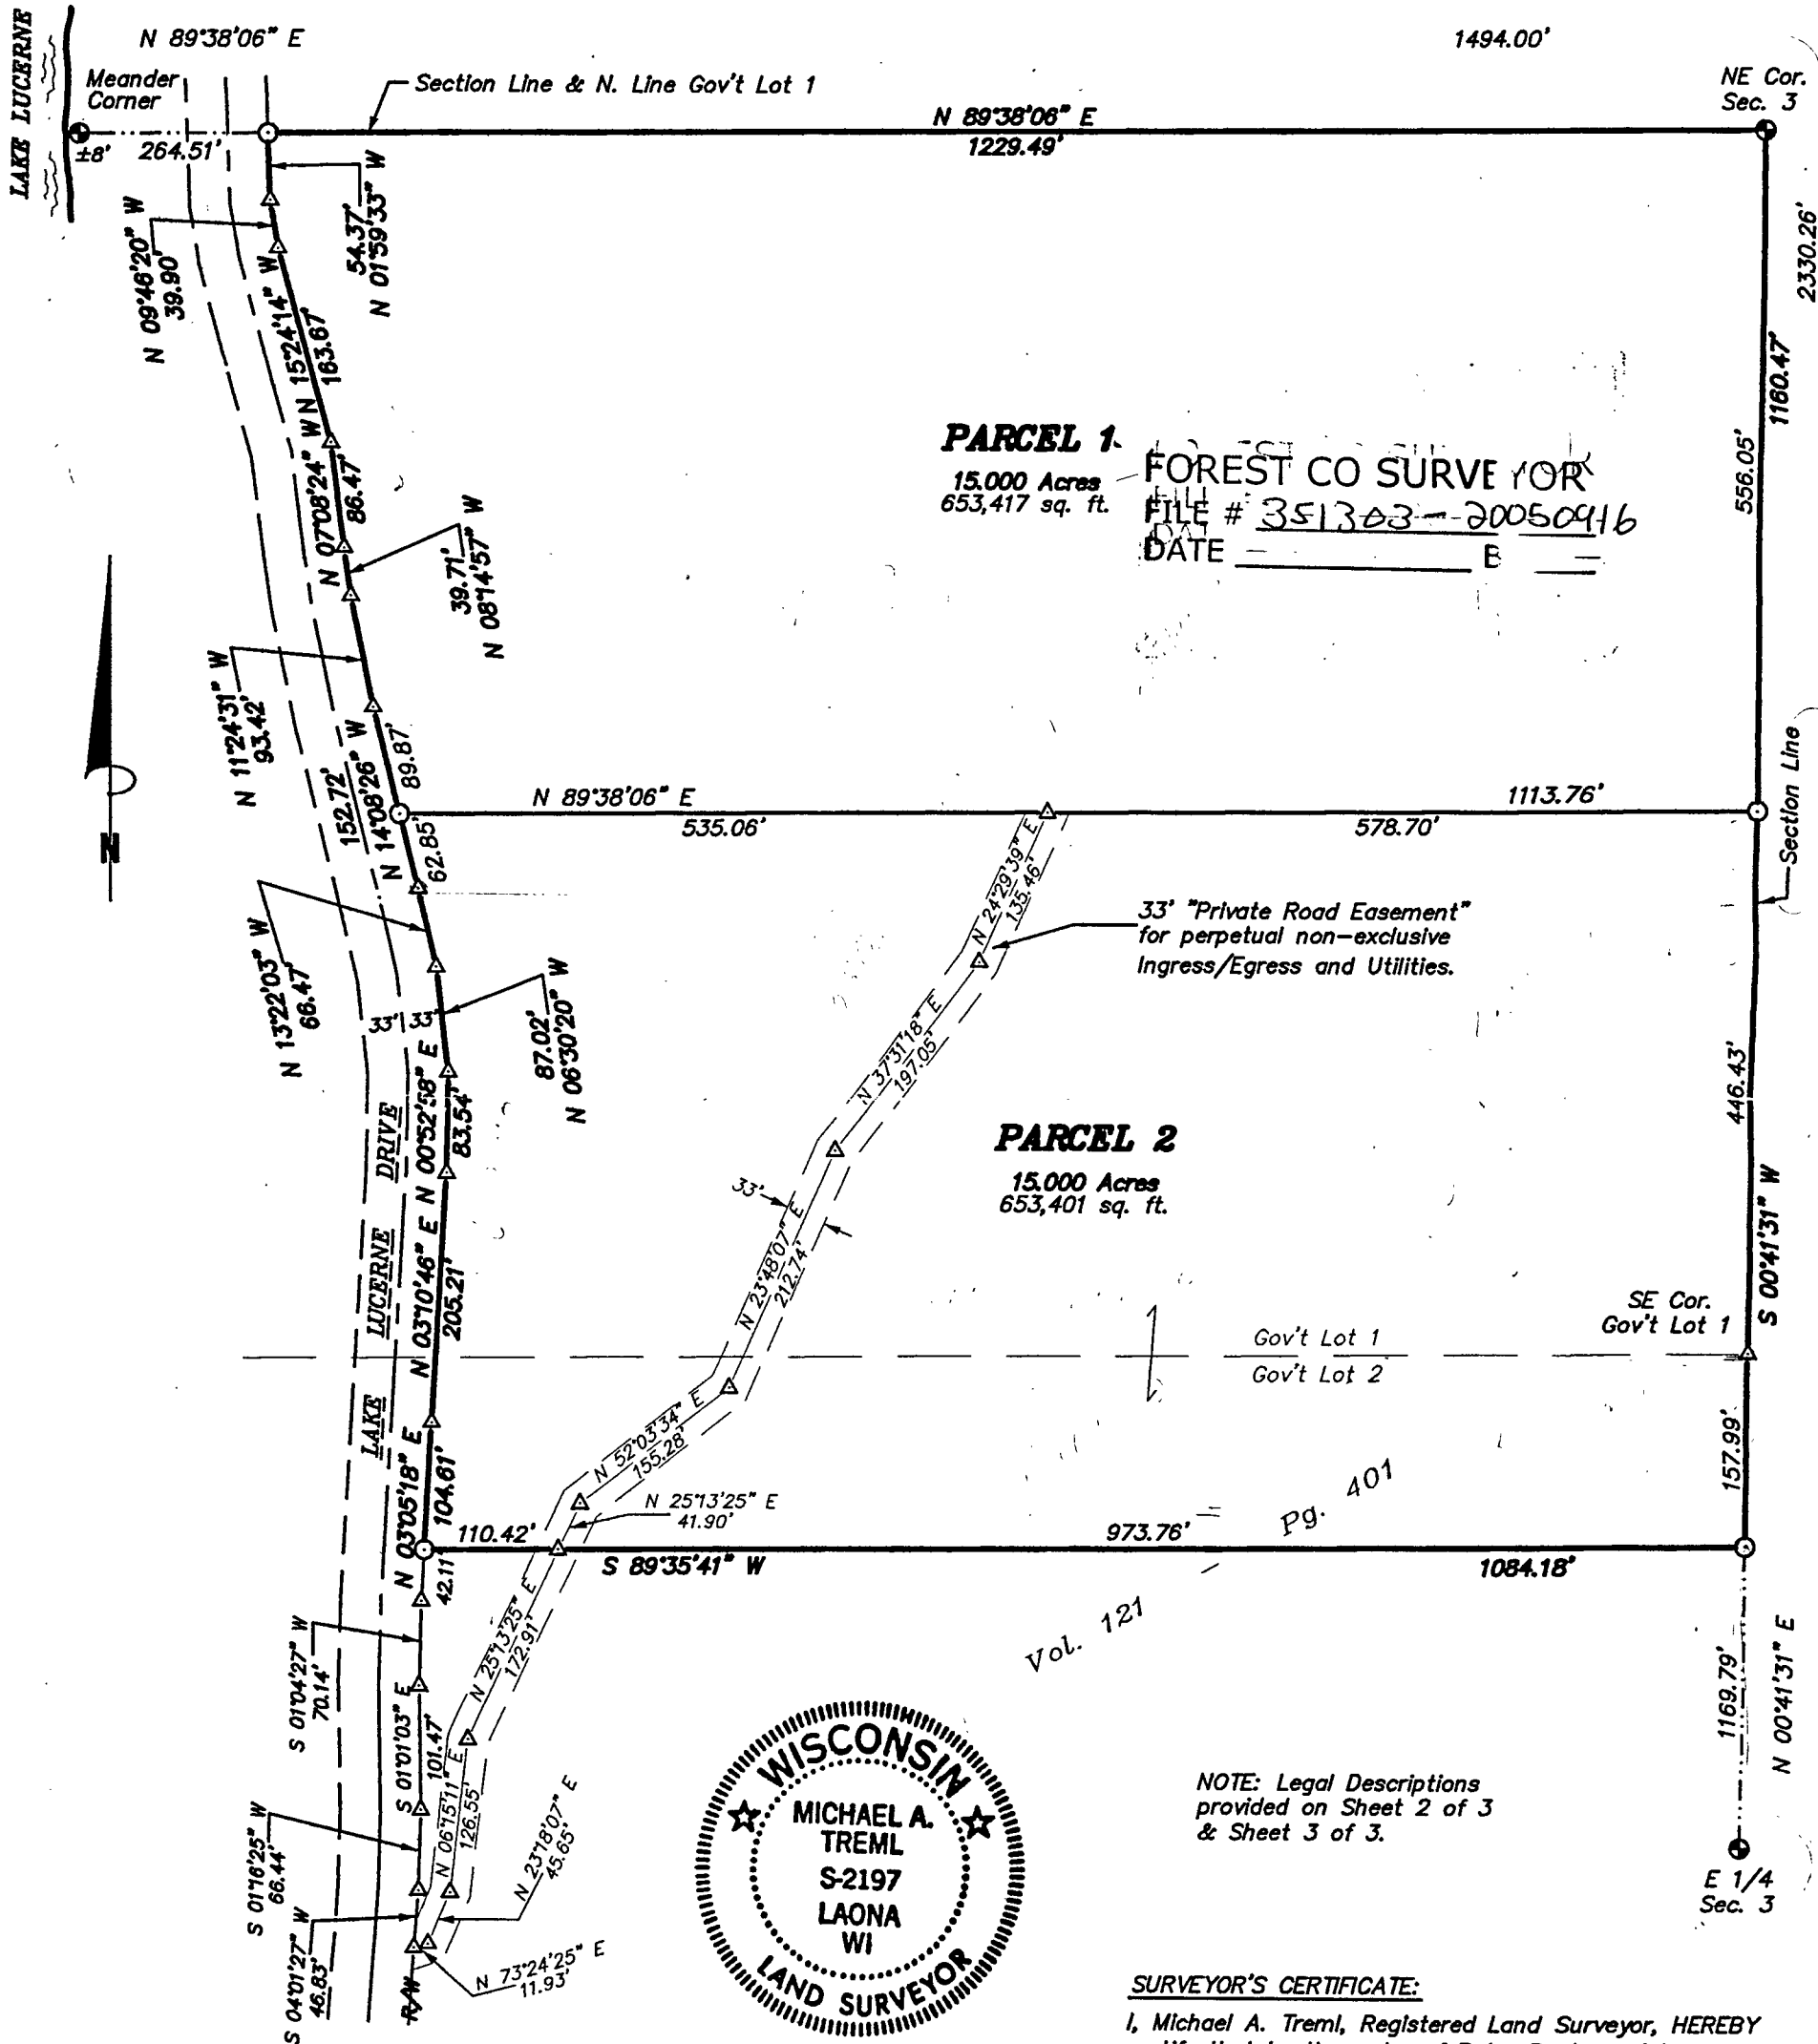 LAKE LUCERNE
N 89°38'06" E
1494.00'
Meander
Corner
Section Line & N. Line Gov't Lot 1
NE Cor.
Sec. 3
±8'
264.51'
N 89°38'06" E
1229.49'
54.37'
N 01°59'33" W
N 09°46'20" W
39.90'
N 15°24'14" W
163.67'
2330.26'
1160.47'
556.05'
PARCEL 1
15.000 Acres
653,417 sq. ft.
FOREST CO SURVEYOR
FILE # 351303-20050916
DATE B
N 07°08'24" W
86.47'
39.71'
N 08°14'57" W
N 11°24'31" W
93.42'
152.72'
N 14°08'26" W
89.87'
62.85'
N
N 89°38'06" E
535.06'
1113.76'
578.70'
Section Line
N 24°29'39" E
135.46'
33' "Private Road Easement"
for perpetual non-exclusive
Ingress/Egress and Utilities.
N 13°22'03" W
66.47'
33' 33'
87.02'
N 06°30'20" W
N 37°31'18" E
197.05'
446.43'
N 00°52'58" E
83.54'
PARCEL 2
15.000 Acres
653,401 sq. ft.
LAKE LUCERNE DRIVE
33'
N 23°48'07" E
212.74'
N 03°10'46" E
205.21'
S 00°41'31" W
SE Cor.
Gov't Lot 1
Gov't Lot 1
Gov't Lot 2
N 52°03'34" E
155.28'
N 03°05'18" E
104.61'
42.11'
N 25°13'25" E
41.90'
157.99'
110.42'
S 89°35'41" W
973.76'
1084.18'
Vol. 121
Pg. 401
S 01°04'27" W
70.14'
N 25°13'25" E
172.91'
S 01°01'03" E
101.47'
1169.79'
N 00°41'31" E
N 06°15'11" E
126.55'
N 23°18'07" E
45.65'
S 01°16'25" W
66.44'
S 04°01'27" W
46.83'
N 73°24'25" E
11.93'
R/W
WISCONSIN
MICHAEL A.
TREML
S-2197
LAONA
WI
LAND SURVEYOR
NOTE: Legal Descriptions
provided on Sheet 2 of 3
& Sheet 3 of 3.
E 1/4
Sec. 3
SURVEYOR'S CERTIFICATE:
I, Michael A. Treml, Registered Land Surveyor, HEREBY